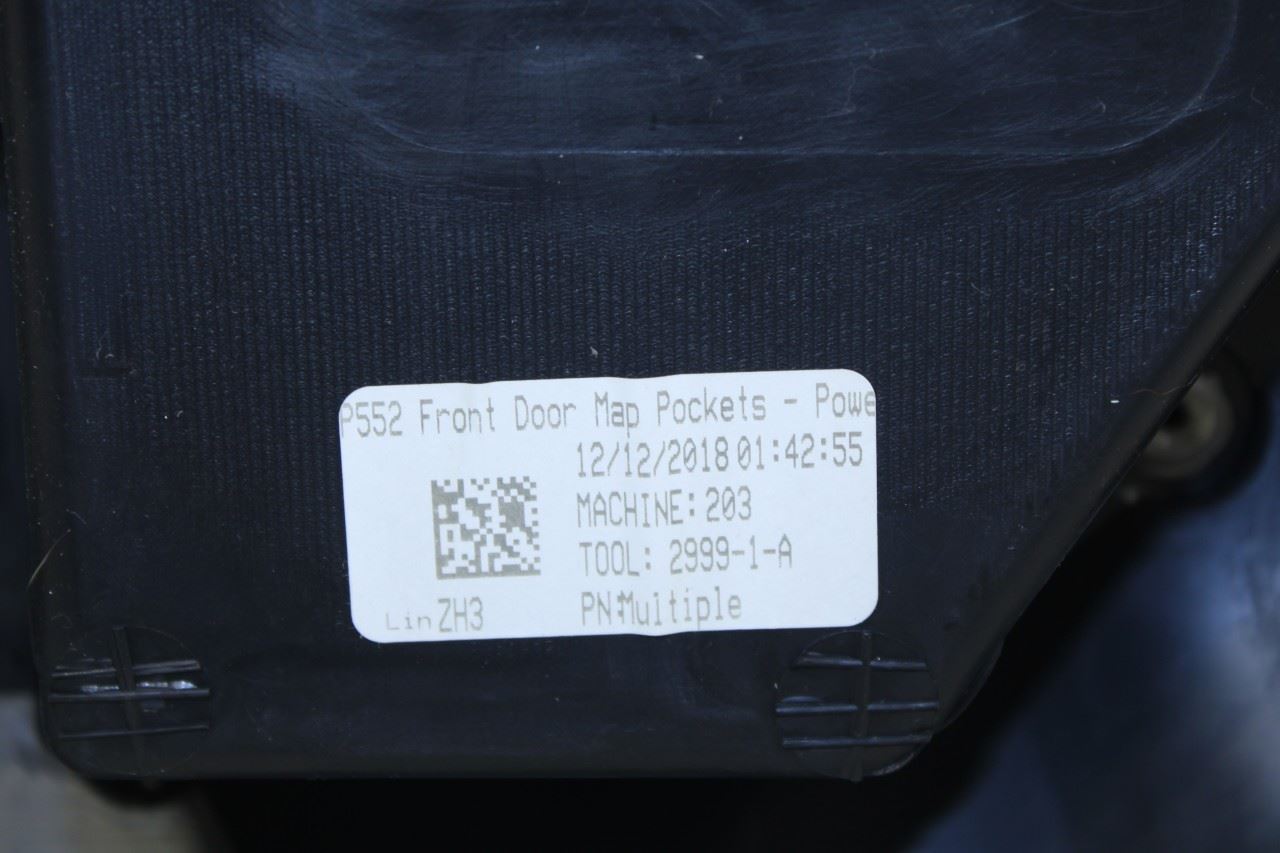 P552 Front Door Map Pockets - Powe
12/12/2018 01:42:55
MACHINE: 203
TOOL: 2999-1-A
Lin ZH3 PN:Multiple